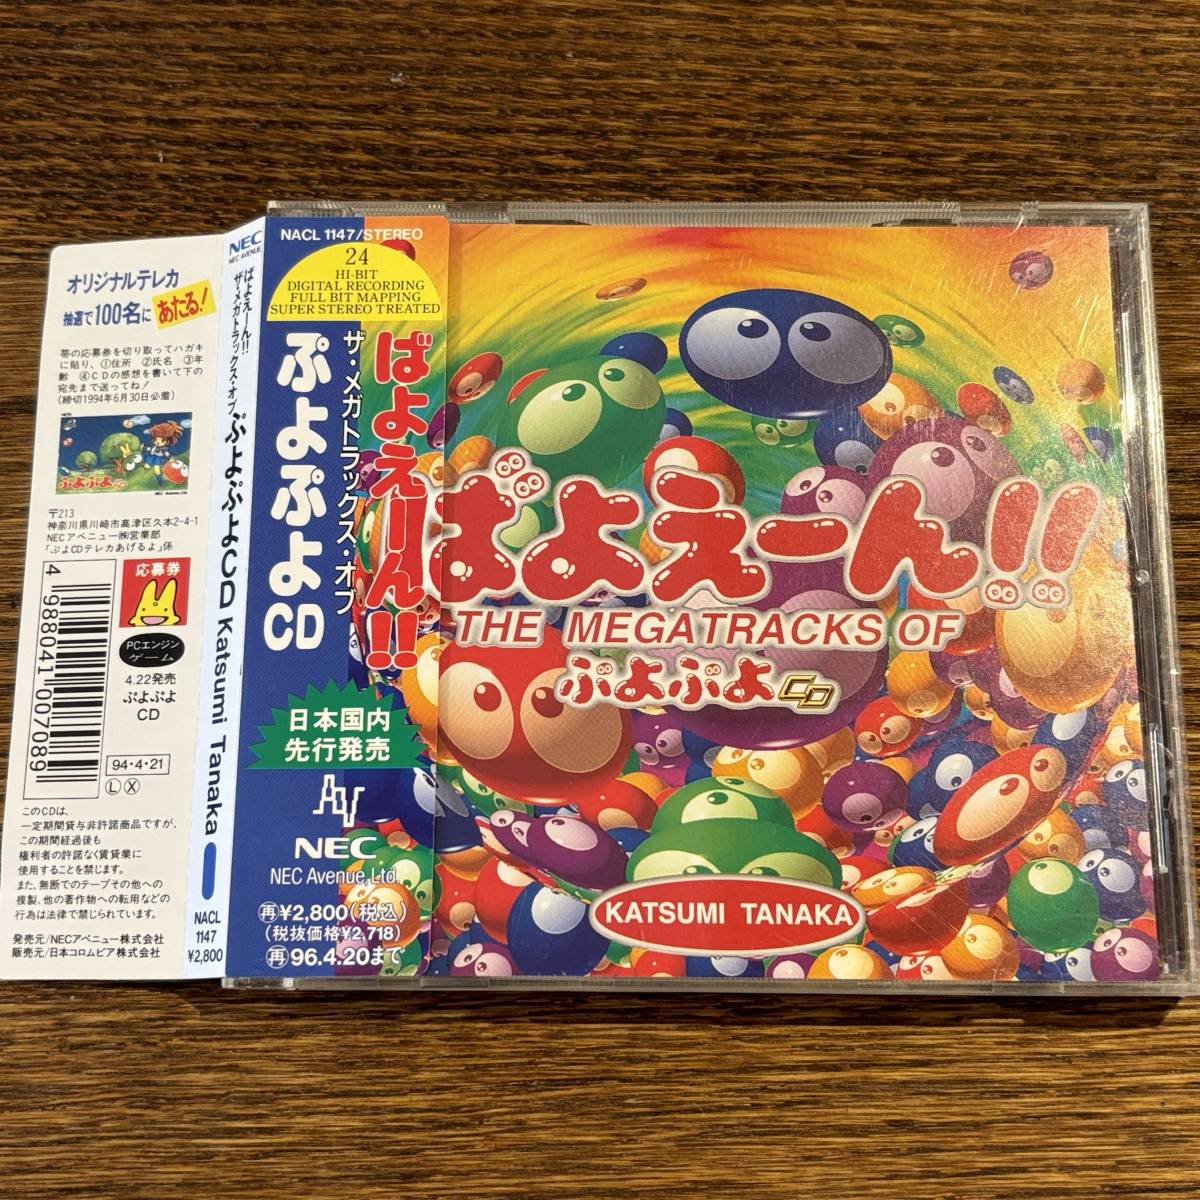 オリジナルテレカ
抽選で100名に あたる!
帯の応募券を切り取ってハガキ
に貼り、①住所 ②氏名 ③年
齢 ④CDの感想を書いて下の
宛先まで送ってね!
(締切1994年6月30日必着)
ぷよぷよCD
NEC Avenue, Ltd.
〒213
神奈川県川崎市高津区久本2-4-1
NECアベニュー㈱営業部
「ぷよCDテレカあげるよ」係
4 988041 007089
応募券
PCエンジン
ゲーム
4.22発売
ぷよぷよ
CD
94・4・21
Ⓛ Ⓧ
このCDは、
一定期間貸与非許諾商品ですが、
この期間経過後も
権利者の許諾なく賃貸業に
使用することを禁じます。
また、無断でのテープその他への
複製、他の著作物への転用などの
行為は法律で禁じられています。
発売元/NECアベニュー株式会社
販売元/日本コロムビア株式会社
NEC
NEC AVENUE
ばよえ〜ん!!
ザ・メガトラックス・オブ
ぷよぷよCD Katsumi Tanaka
NACL
1147
¥2,800
NACL 1147/STEREO
24
HI-BIT
DIGITAL RECORDING
FULL BIT MAPPING
SUPER STEREO TREATED
ばよえ〜ん!!
ザ・メガトラックス・オブ
ぷよぷよCD
日本国内
先行発売
NEC
NEC Avenue,Ltd
再¥2,800(税込)
(税抜価格¥2,718)
再96.4.20まで
ばよえ〜ん!!
THE MEGATRACKS OF
ぷよぷよCD
KATSUMI TANAKA